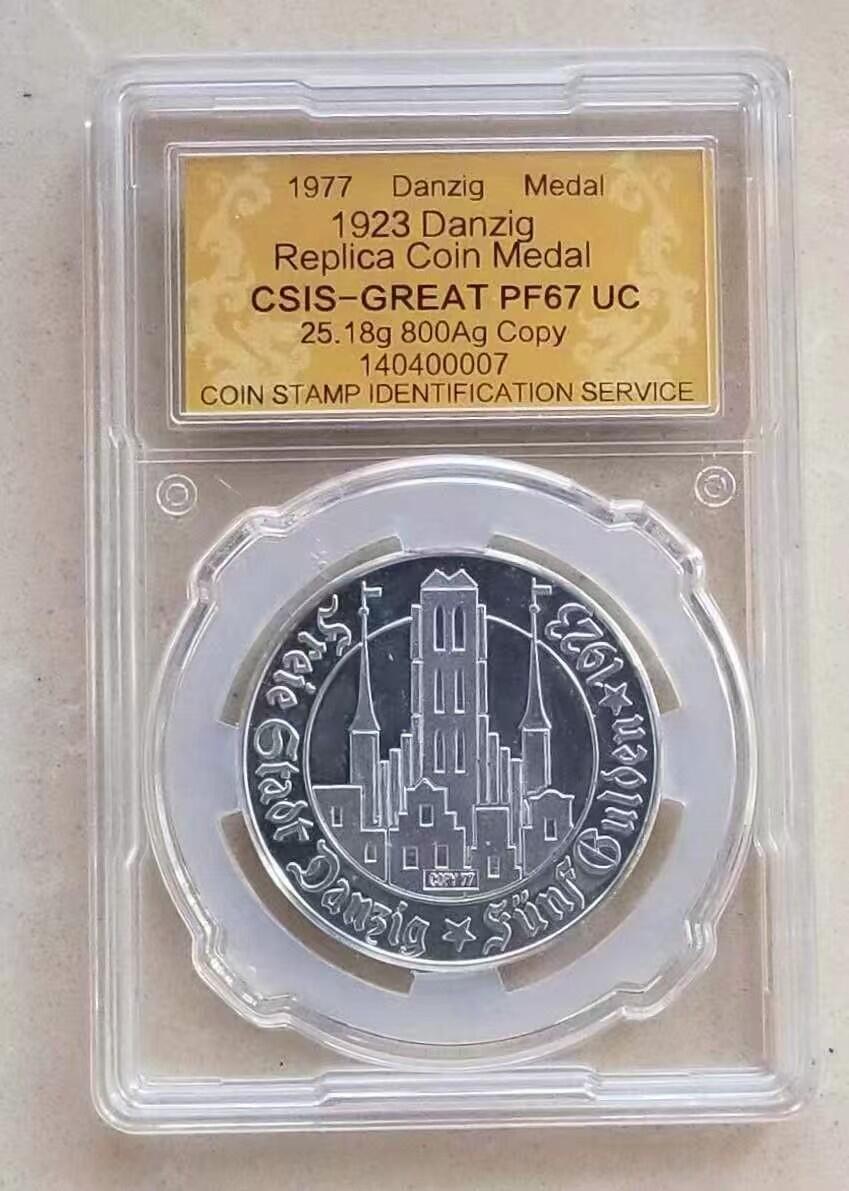 1977 Danzig Medal
1923 Danzig
Replica Coin Medal
CSIS-GREAT PF67 UC
25.18g 800Ag Copy
140400007
COIN STAMP IDENTIFICATION SERVICE
Freie Stadt Danzig ★ Fünf Gulden ★ 1923
COPY 77